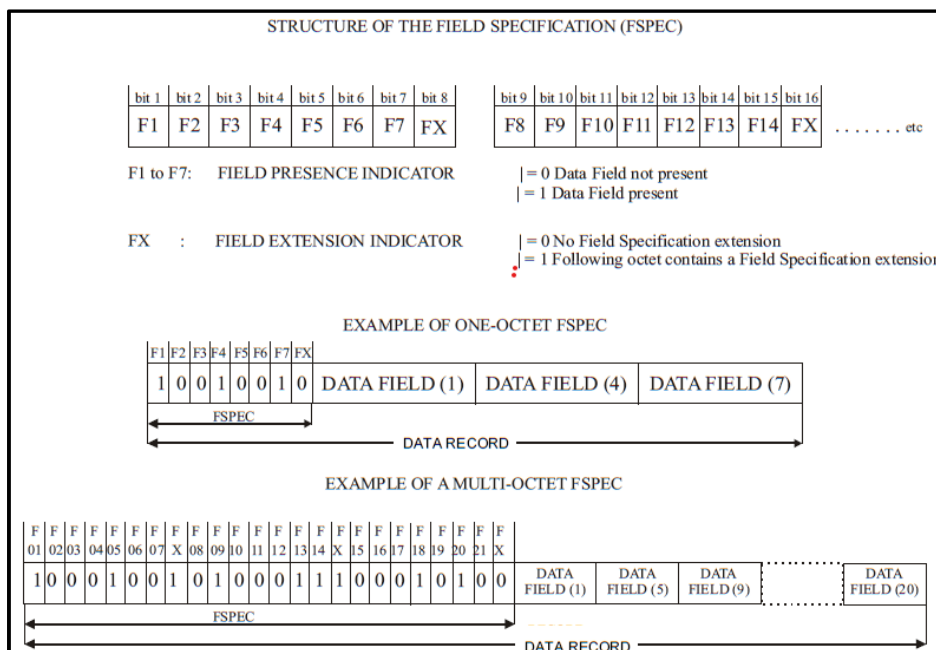 STRUCTURE OF THE FIELD SPECIFICATION (FSPEC)
bit 1 bit 2 bit 3 bit 4 bit 5 bit 6 bit 7 bit 8 bit 9 bit 10 bit 11 bit 12 bit 13 bit 14 bit 15 bit 16
F1 F2 F3 F4 F5 F6 F7 FX F8 F9 F10 F11 F12 F13 F14 FX ....... etc
F1 to F7: FIELD PRESENCE INDICATOR |= 0 Data Field not present
|= 1 Data Field present
FX : FIELD EXTENSION INDICATOR |= 0 No Field Specification extension
|= 1 Following octet contains a Field Specification extension
EXAMPLE OF ONE-OCTET FSPEC
F1 F2 F3 F4 F5 F6 F7 FX
1 0 0 1 0 0 1 0 DATA FIELD (1) DATA FIELD (4) DATA FIELD (7)
FSPEC
DATA RECORD
EXAMPLE OF A MULTI-OCTET FSPEC
F F F F F F F F F F F F F F F F F F F F F F F F
01 02 03 04 05 06 07 X 08 09 10 11 12 13 14 X 15 16 17 18 19 20 21 X
1 0 0 0 1 0 0 1 0 1 0 0 0 1 1 1 0 0 0 1 0 1 0 0 DATA DATA DATA DATA
FIELD (1) FIELD (5) FIELD (9) FIELD (20)
FSPEC
DATA RECORD